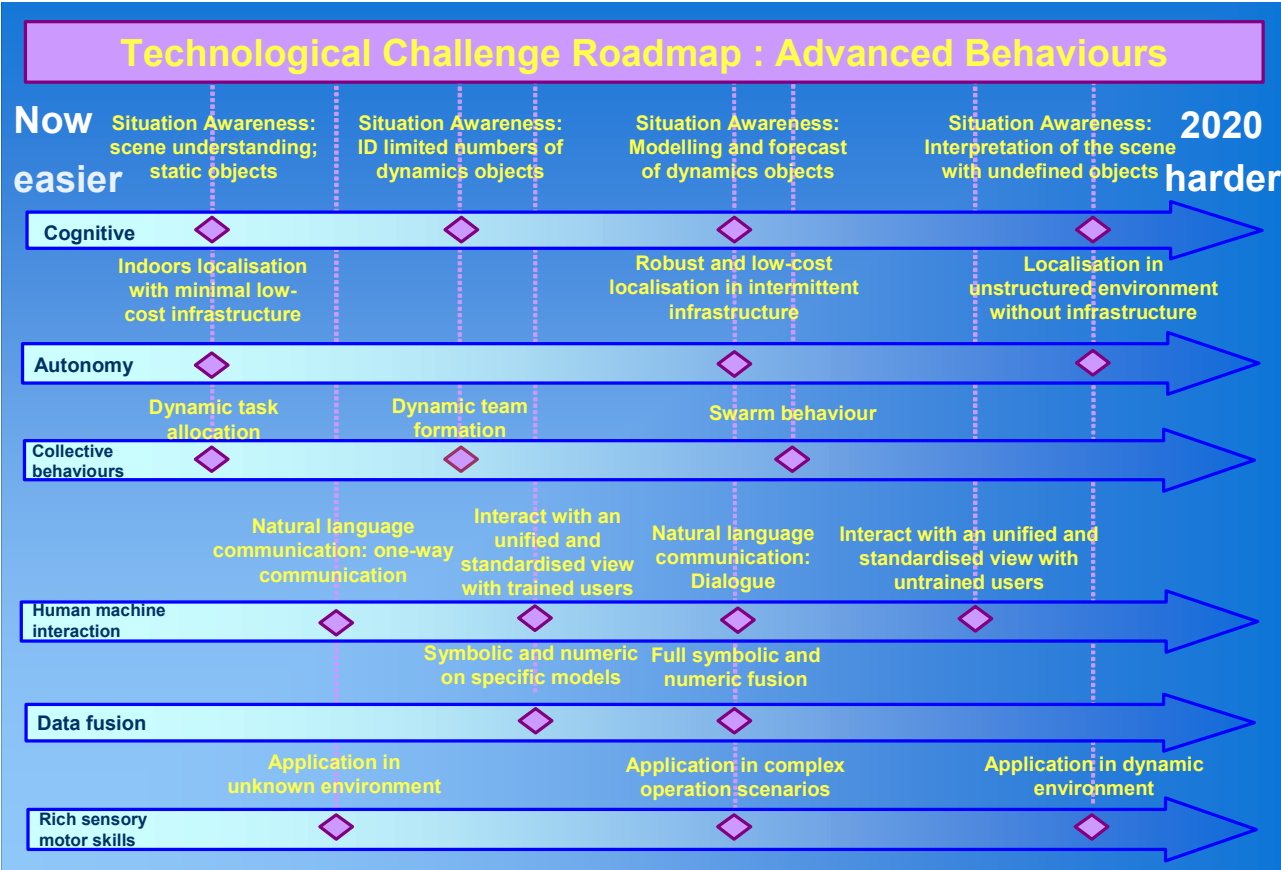 Technological Challenge Roadmap : Advanced Behaviours
Now
easier
Situation Awareness:
scene understanding;
static objects
Situation Awareness:
ID limited numbers of
dynamics objects
Situation Awareness:
Modelling and forecast
of dynamics objects
Situation Awareness:
Interpretation of the scene
with undefined objects
2020
harder
Cognitive
Indoors localisation
with minimal low-
cost infrastructure
Robust and low-cost
localisation in intermittent
infrastructure
Localisation in
unstructured environment
without infrastructure
Autonomy
Dynamic task
allocation
Dynamic team
formation
Swarm behaviour
Collective
behaviours
Natural language
communication: one-way
communication
Interact with an
unified and
standardised view
with trained users
Natural language
communication:
Dialogue
Interact with an unified and
standardised view with
untrained users
Human machine
interaction
Symbolic and numeric
on specific models
Full symbolic and
numeric fusion
Data fusion
Application in
unknown environment
Application in complex
operation scenarios
Application in dynamic
environment
Rich sensory
motor skills